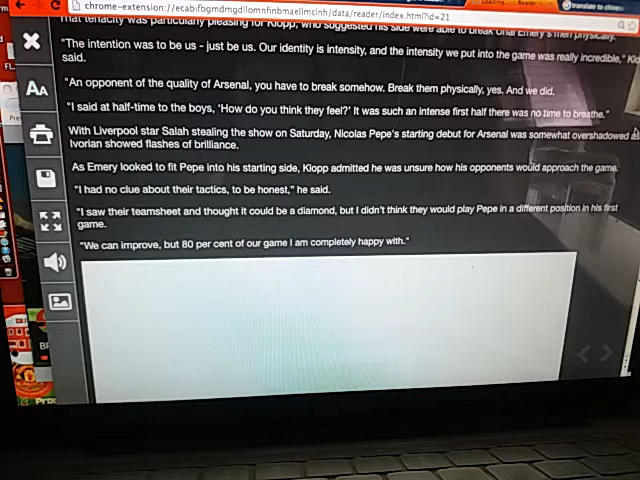 chrome-extension://ecabifbgmdmgdllomnfinbmaellmcinh/data/reader/index.html?id=21
translate to chinese
that tenacity was particularly pleasing for Klopp, who suggested his side were able to break Unai Emery's men physically.
"The intention was to be us - just be us. Our identity is intensity, and the intensity we put into the game was really incredible,"
said.
"An opponent of the quality of Arsenal, you have to break somehow. Break them physically, yes. And we did.
"I said at half-time to the boys, 'How do you think they feel?' It was such an intense first half there was no time to breathe."
With Liverpool star Salah stealing the show on Saturday, Nicolas Pepe's starting debut for Arsenal was somewhat overshadowed as
Ivorian showed flashes of brilliance.
As Emery looked to fit Pepe into his starting side, Klopp admitted he was unsure how his opponents would approach the game.
"I had no clue about their tactics, to be honest," he said.
"I saw their teamsheet and thought it could be a diamond, but I didn't think they would play Pepe in a different position in his first
game.
"We can improve, but 80 per cent of our game I am completely happy with."
AA
FL
Pre
BR